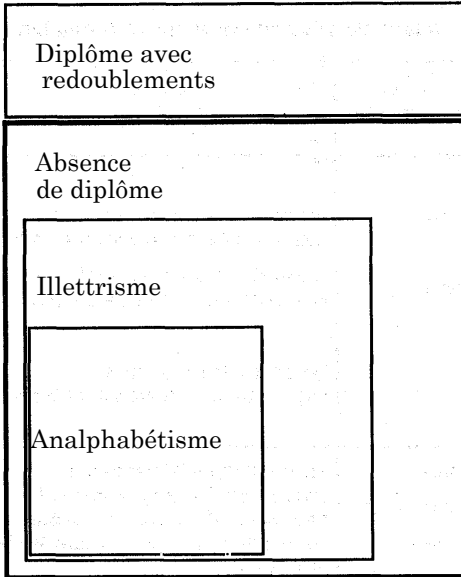 Diplôme avec
redoublements
Absence
de diplôme
Illettrisme
Analphabétisme